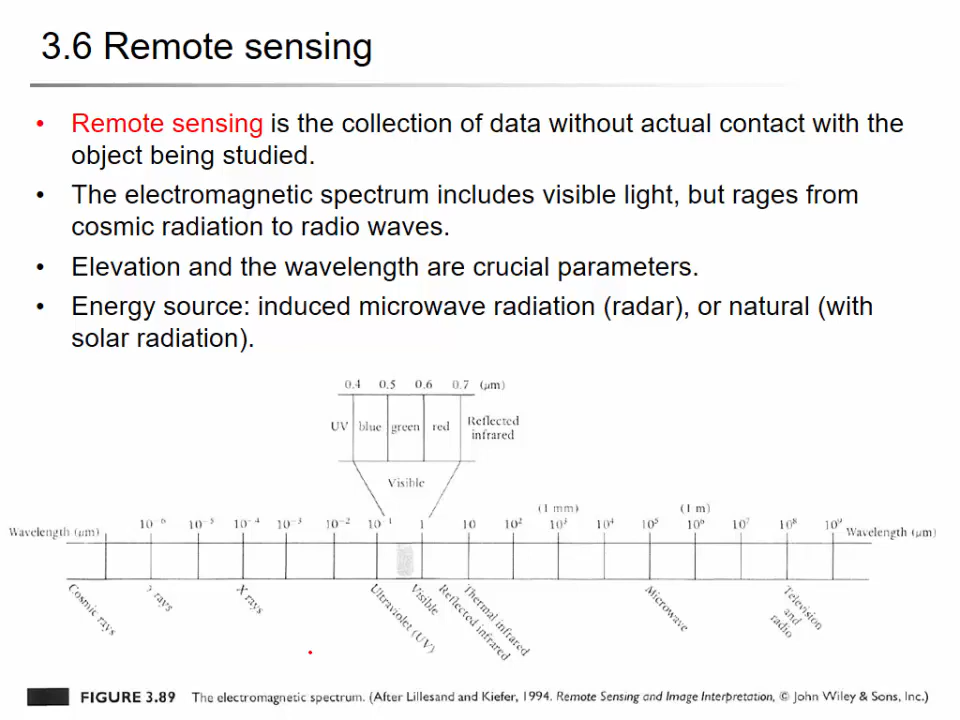 3.6 Remote sensing
• Remote sensing is the collection of data without actual contact with the
object being studied.
• The electromagnetic spectrum includes visible light, but rages from
cosmic radiation to radio waves.
• Elevation and the wavelength are crucial parameters.
• Energy source: induced microwave radiation (radar), or natural (with
solar radiation).
0.4 0.5 0.6 0.7 (μm)
UV blue green red Reflected
infrared
Visible
(1 mm) (1 m)
Wavelength (μm) 10⁻⁶ 10⁻⁵ 10⁻⁴ 10⁻³ 10⁻² 10⁻¹ 1 10 10² 10³ 10⁴ 10⁵ 10⁶ 10⁷ 10⁸ 10⁹ Wavelength (μm)
Cosmic rays
γ rays
X rays
Ultraviolet (UV)
Visible
Reflected infrared
Thermal infrared
Microwave
Television
and
radio
FIGURE 3.89 The electromagnetic spectrum. (After Lillesand and Kiefer, 1994. Remote Sensing and Image Interpretation, © John Wiley & Sons, Inc.)